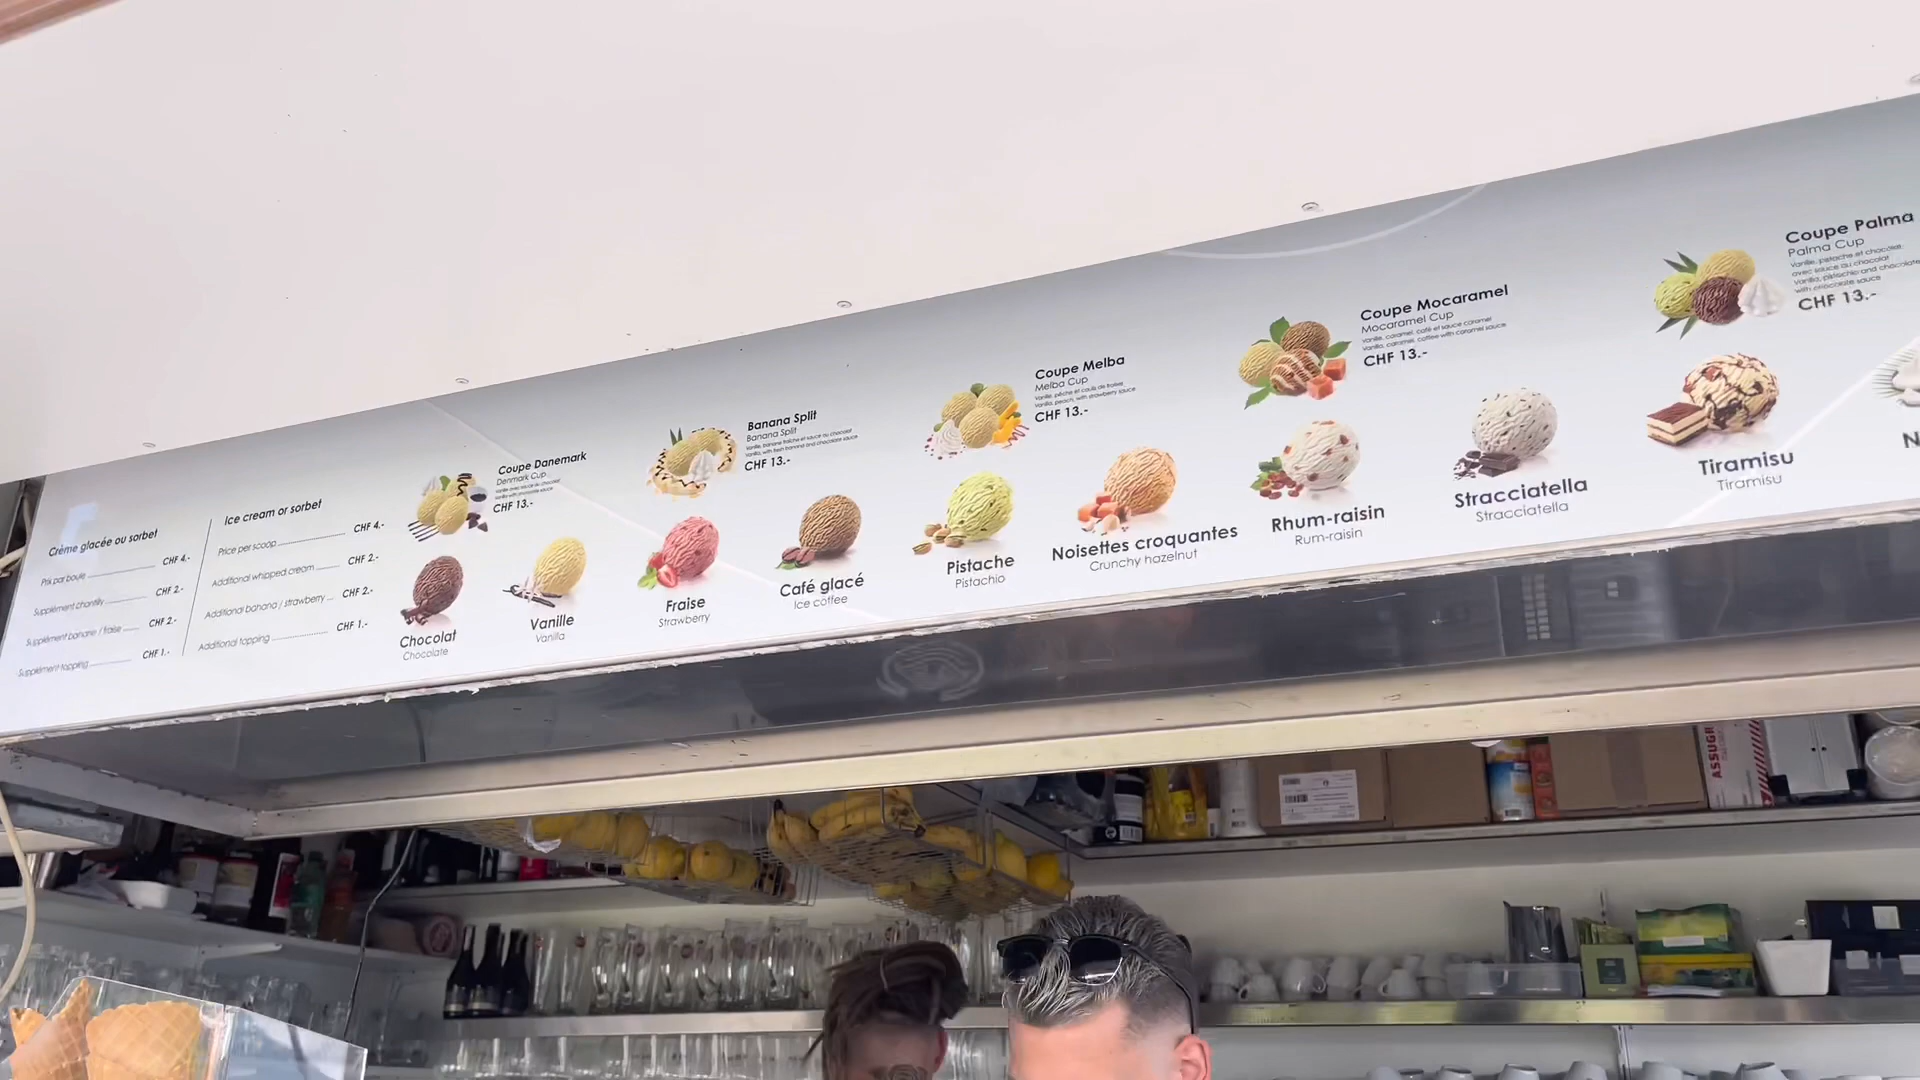 Crème glacée ou sorbet
Prix par boule CHF 4.-
Supplément chantilly CHF 2.-
Supplément banane / fraise CHF 2.-
Supplément topping CHF 1.-
Ice cream or sorbet
Price per scoop CHF 4.-
Additional whipped cream CHF 2.-
Additional banana / strawberry CHF 2.-
Additional topping CHF 1.-
Coupe Danemark
Denmark Cup
Vanille avec sauce au chocolat
Vanilla with chocolate sauce
CHF 13.-
Banana Split
Banana Split
Vanille, banane fraîche et sauce au chocolat
Vanilla, with fresh banana and chocolate sauce
CHF 13.-
Coupe Melba
Melba Cup
Vanille, pêche et coulis de fraises
Vanilla, peach, with strawberry sauce
CHF 13.-
Coupe Mocaramel
Mocaramel Cup
Vanille, caramel, café et sauce caramel
Vanilla, caramel, coffee with caramel sauce
CHF 13.-
Coupe Palma
Palma Cup
Vanille, pistache et chocolat
avec sauce au chocolat
Vanilla, pistachio and chocolate
with chocolate sauce
CHF 13.-
Chocolat
Chocolate
Vanille
Vanilla
Fraise
Strawberry
Café glacé
Ice coffee
Pistache
Pistachio
Noisettes croquantes
Crunchy hazelnut
Rhum-raisin
Rum-raisin
Stracciatella
Stracciatella
Tiramisu
Tiramisu
N
ASSUGR